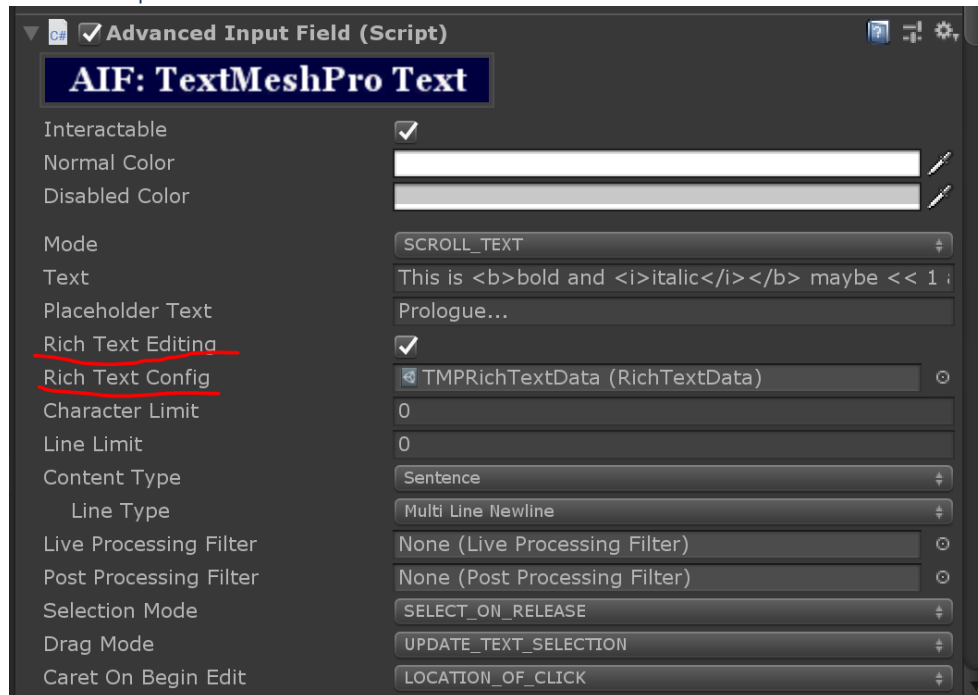 C# Advanced Input Field (Script)
AIF: TextMeshPro Text
Interactable
Normal Color
Disabled Color
Mode SCROLL_TEXT
Text This is <b>bold and <i>italic</i></b> maybe << 1
Placeholder Text Prologue...
Rich Text Editing
Rich Text Config TMPRichTextData (RichTextData)
Character Limit 0
Line Limit 0
Content Type Sentence
Line Type Multi Line Newline
Live Processing Filter None (Live Processing Filter)
Post Processing Filter None (Post Processing Filter)
Selection Mode SELECT_ON_RELEASE
Drag Mode UPDATE_TEXT_SELECTION
Caret On Begin Edit LOCATION_OF_CLICK